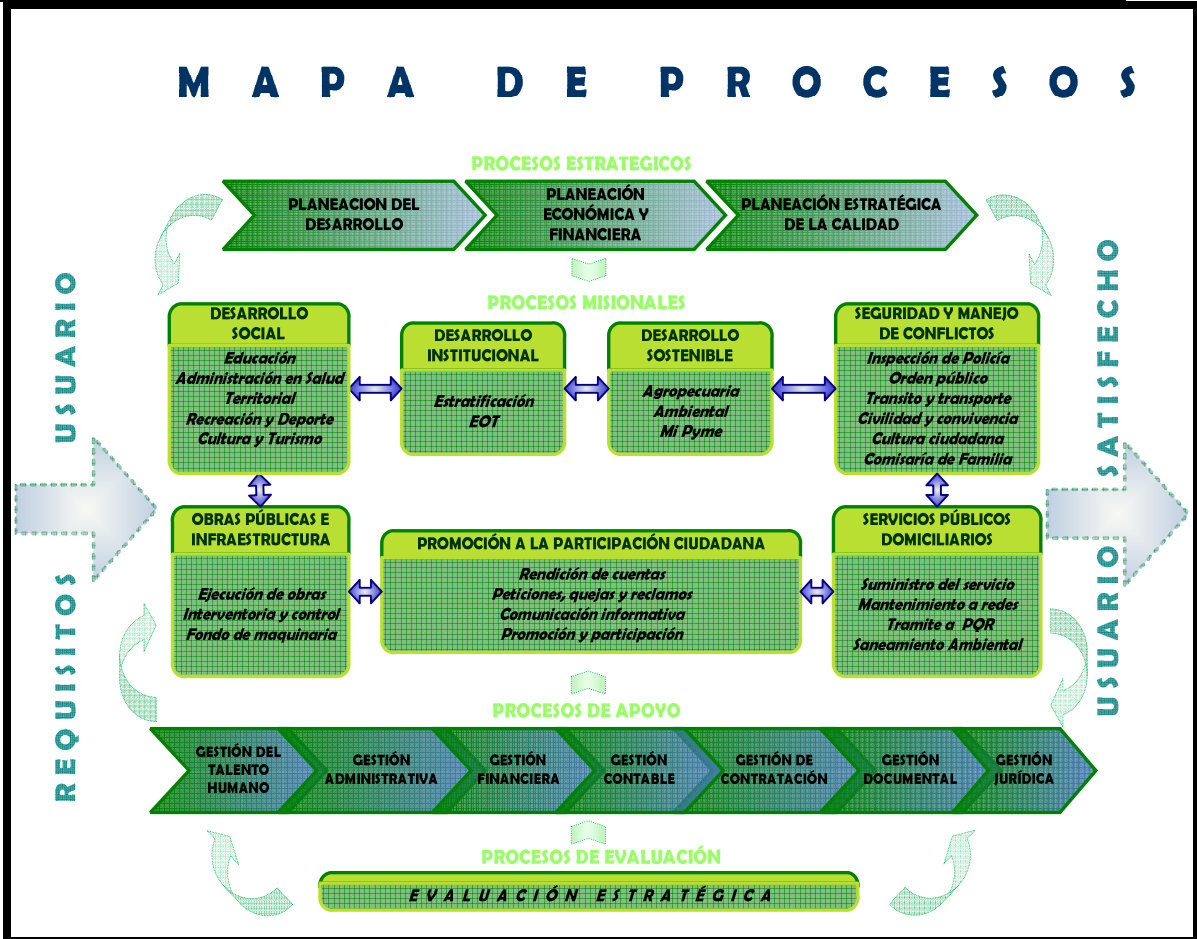 MAPA DE PROCESOS
PROCESOS ESTRATEGICOS
PLANEACION DEL
DESARROLLO
PLANEACIÓN
ECONÓMICA Y
FINANCIERA
PLANEACIÓN ESTRATÉGICA
DE LA CALIDAD
USUARIO
REQUISITOS
PROCESOS MISIONALES
DESARROLLO
SOCIAL
Educación
Administración en Salud
Territorial
Recreación y Deporte
Cultura y Turismo
DESARROLLO
INSTITUCIONAL
Estratificación
EOT
DESARROLLO
SOSTENIBLE
Agropecuaria
Ambiental
Mi Pyme
SEGURIDAD Y MANEJO
DE CONFLICTOS
Inspección de Policía
Orden público
Transito y transporte
Civilidad y convivencia
Cultura ciudadana
Comisaría de Familia
OBRAS PÚBLICAS E
INFRAESTRUCTURA
Ejecución de obras
Interventoria y control
Fondo de maquinaria
PROMOCIÓN A LA PARTICIPACIÓN CIUDADANA
Rendición de cuentas
Peticiones, quejas y reclamos
Comunicación informativa
Promoción y participación
SERVICIOS PÚBLICOS
DOMICILIARIOS
Suministro del servicio
Mantenimiento a redes
Tramite a PQR
Saneamiento Ambiental
USUARIO SATISFECHO
PROCESOS DE APOYO
GESTIÓN DEL
TALENTO
HUMANO
GESTIÓN
ADMINISTRATIVA
GESTIÓN
FINANCIERA
GESTIÓN
CONTABLE
GESTIÓN DE
CONTRATACIÓN
GESTIÓN
DOCUMENTAL
GESTIÓN
JURÍDICA
PROCESOS DE EVALUACIÓN
EVALUACIÓN ESTRATÉGICA